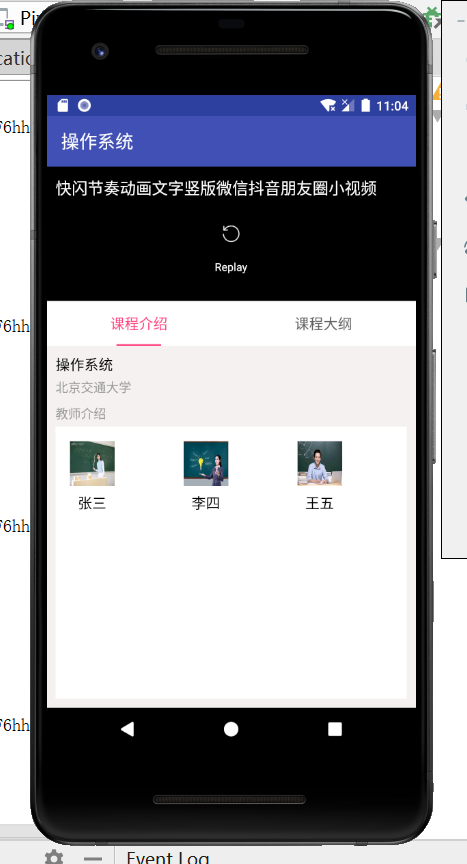 11:04
操作系统
快闪节奏动画文字竖版微信抖音朋友圈小视频
Replay
课程介绍
课程大纲
操作系统
北京交通大学
教师介绍
张三
李四
王五
Event Log